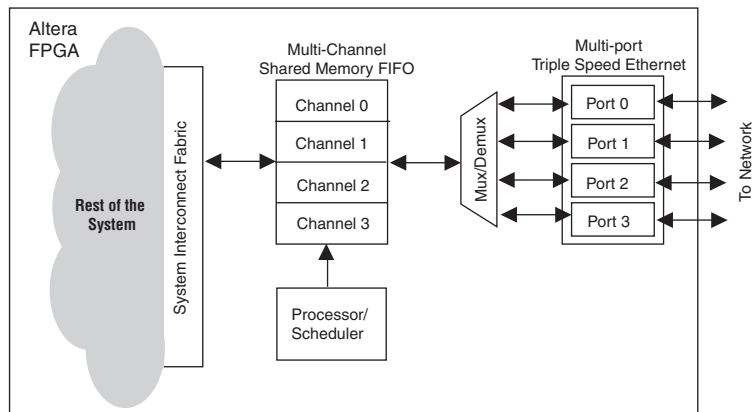 Altera
FPGA
Multi-Channel
Shared Memory FIFO
Multi-port
Triple Speed Ethernet
Rest of the
System
System Interconnect Fabric
Channel 0
Channel 1
Channel 2
Channel 3
Processor/
Scheduler
Mux/Demux
Port 0
Port 1
Port 2
Port 3
To Network